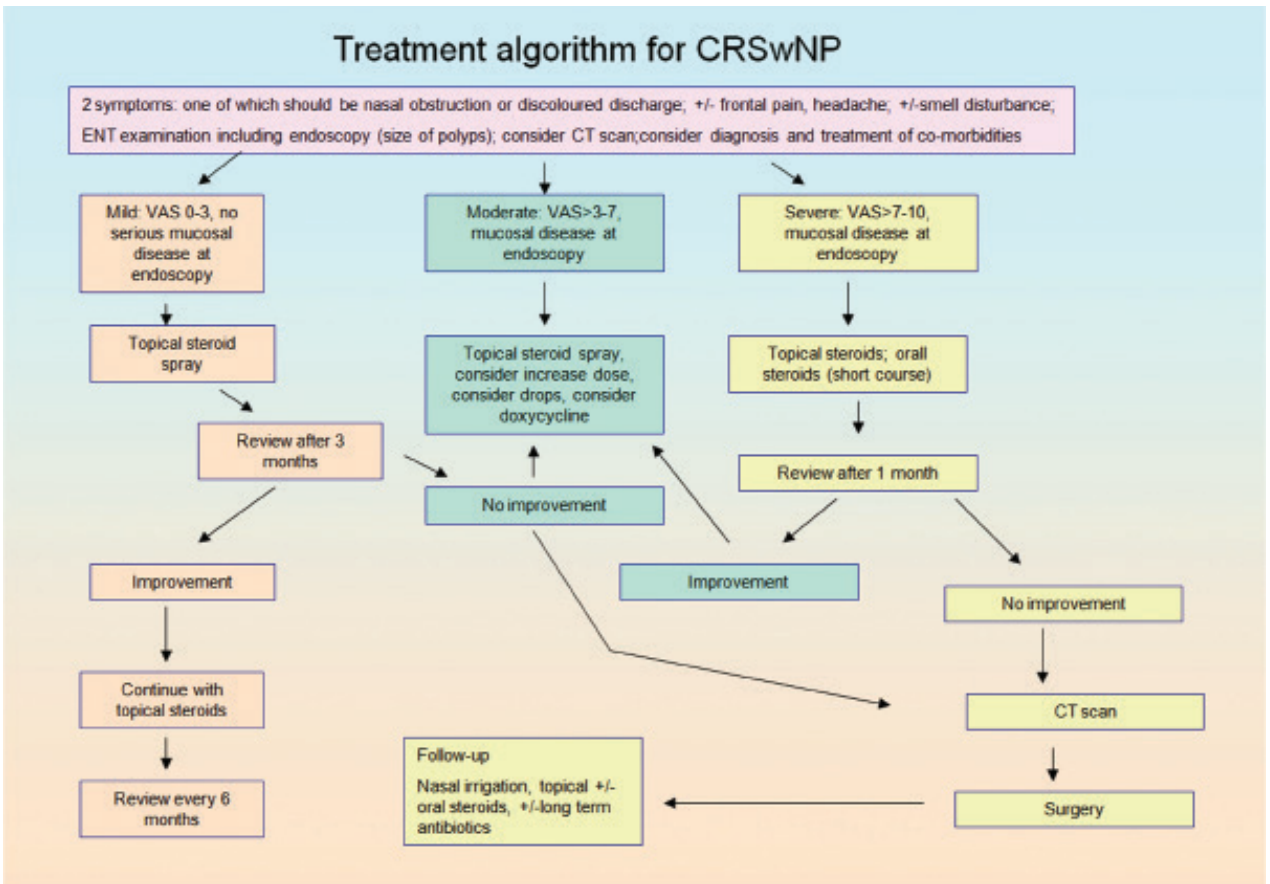 Treatment algorithm for CRSwNP
2 symptoms: one of which should be nasal obstruction or discoloured discharge; +/- frontal pain, headache; +/-smell disturbance;
ENT examination including endoscopy (size of polyps); consider CT scan;consider diagnosis and treatment of co-morbidities
Mild: VAS 0-3, no
serious mucosal
disease at
endoscopy
Moderate: VAS>3-7,
mucosal disease at
endoscopy
Severe: VAS>7-10,
mucosal disease at
endoscopy
Topical steroid
spray
Topical steroid spray,
consider increase dose,
consider drops, consider
doxycycline
Topical steroids; orall
steroids (short course)
Review after 3
months
Review after 1 month
No improvement
Improvement
Improvement
No improvement
Continue with
topical steroids
CT scan
Follow-up
Nasal irrigation, topical +/-
oral steroids, +/-long term
antibiotics
Review every 6
months
Surgery